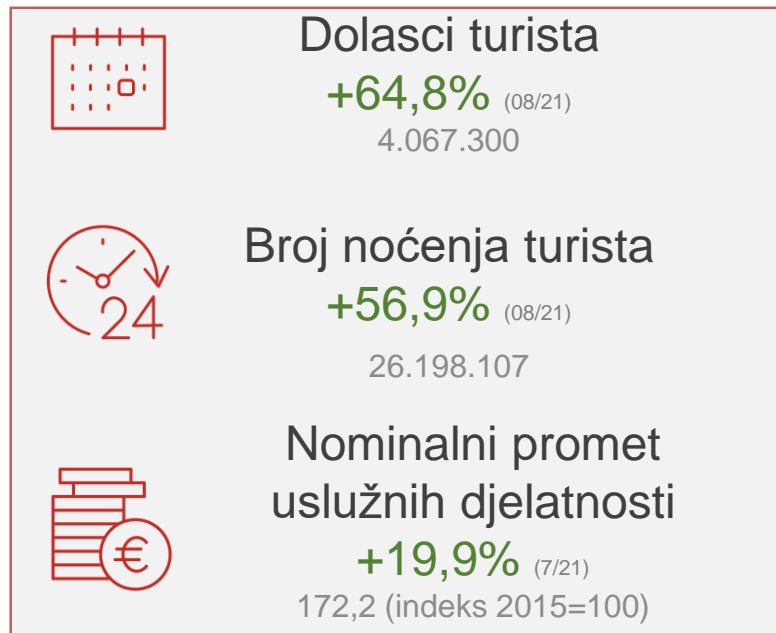 Dolasci turista
+64,8% (08/21)
4.067.300
24
Broj noćenja turista
+56,9% (08/21)
26.198.107
Nominalni promet
uslužnih djelatnosti
+19,9% (7/21)
€
172,2 (indeks 2015=100)